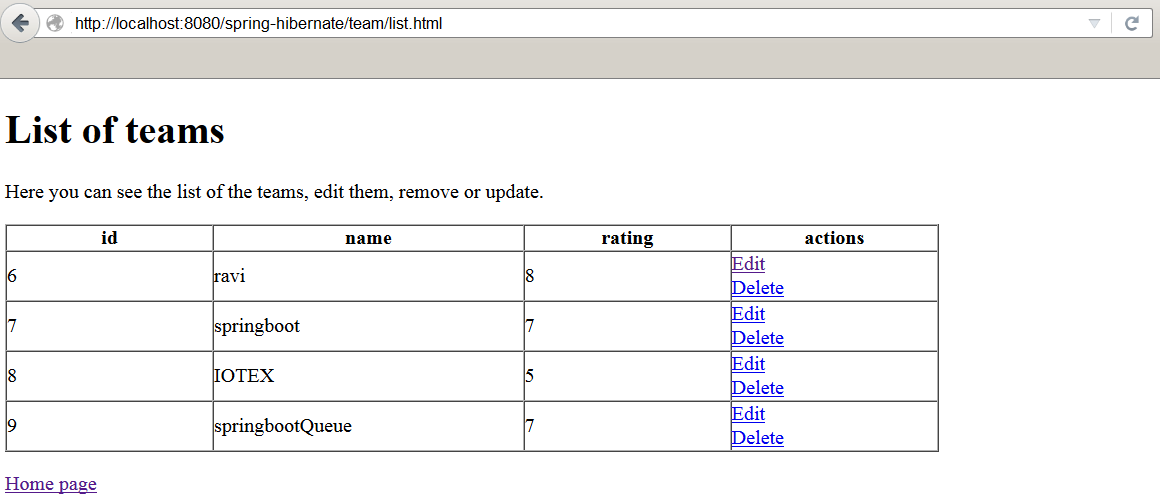 http://localhost:8080/spring-hibernate/team/list.html
List of teams
Here you can see the list of the teams, edit them, remove or update.
id name rating actions
6 ravi 8 Edit
Delete
7 springboot 7 Edit
Delete
8 IOTEX 5 Edit
Delete
9 springbootQueue 7 Edit
Delete
Home page